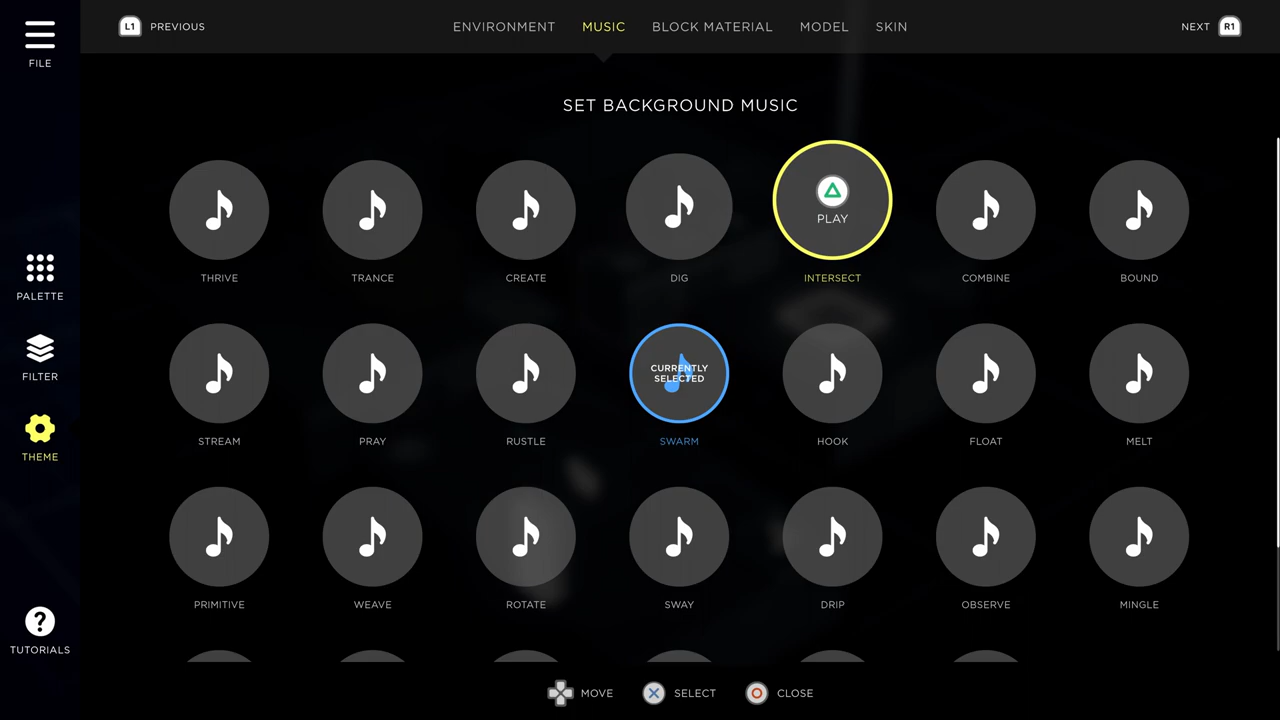 L1 PREVIOUS
ENVIRONMENT MUSIC BLOCK MATERIAL MODEL SKIN
NEXT R1
FILE
PALETTE
FILTER
THEME
TUTORIALS
SET BACKGROUND MUSIC
PLAY
THRIVE TRANCE CREATE DIG INTERSECT COMBINE BOUND
CURRENTLY
SELECTED
STREAM PRAY RUSTLE SWARM HOOK FLOAT MELT
PRIMITIVE WEAVE ROTATE SWAY DRIP OBSERVE MINGLE
MOVE SELECT CLOSE